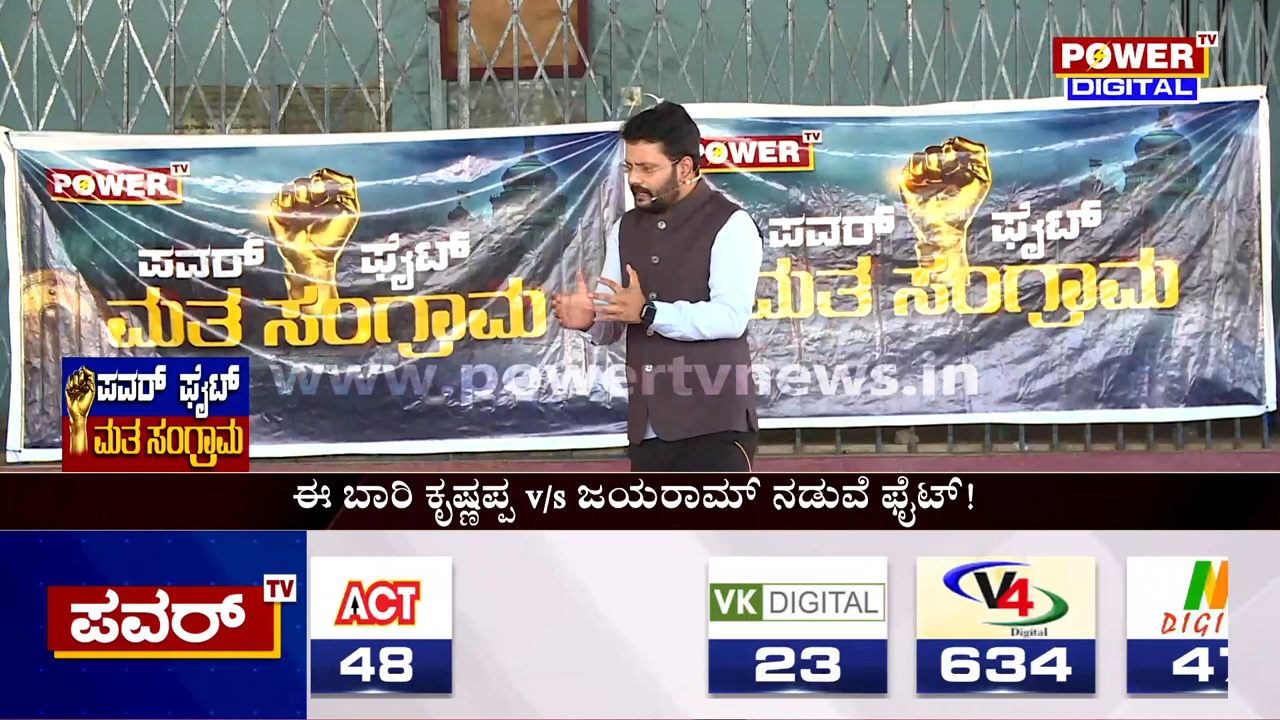 POWER TV
DIGITAL
POWER TV
ಪವರ್ ಫೈಟ್
ಮತ ಸಂಗ್ರಾಮ
POWER TV
ಪವರ್ ಫೈಟ್
ಮತ ಸಂಗ್ರಾಮ
www.powertvnews.in
ಪವರ್ ಫೈಟ್
ಮತ ಸಂಗ್ರಾಮ
ಈ ಬಾರಿ ಕೃಷ್ಣಪ್ಪ v/s ಜಯರಾಮ್ ನಡುವೆ ಫೈಟ್!
ಪವರ್ TV
ACT
48
VK DIGITAL
23
V4
Digital
634